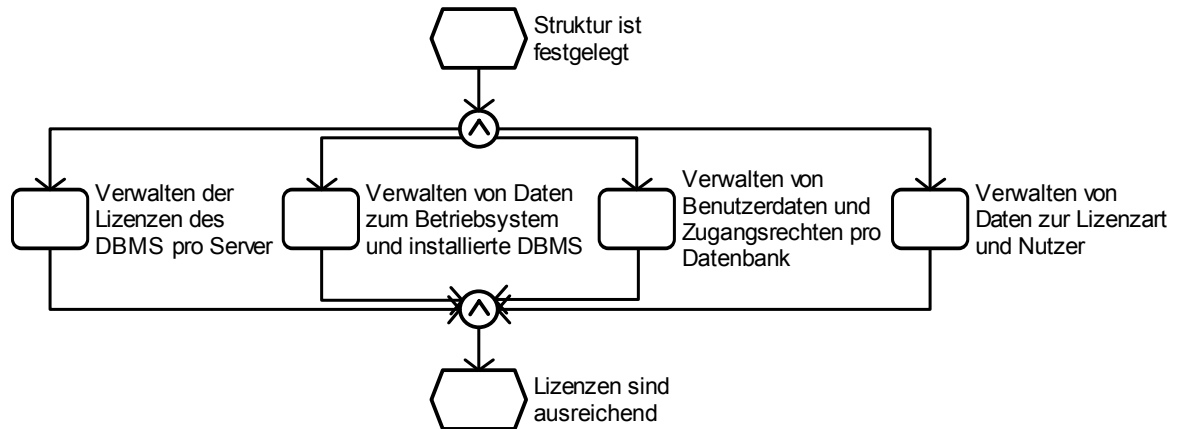 Struktur ist
festgelegt
Verwalten der
Lizenzen des
DBMS pro Server
Verwalten von Daten
zum Betriebsystem
und installierte DBMS
Verwalten von
Benutzerdaten und
Zugangsrechten pro
Datenbank
Verwalten von
Daten zur Lizenzart
und Nutzer
Lizenzen sind
ausreichend